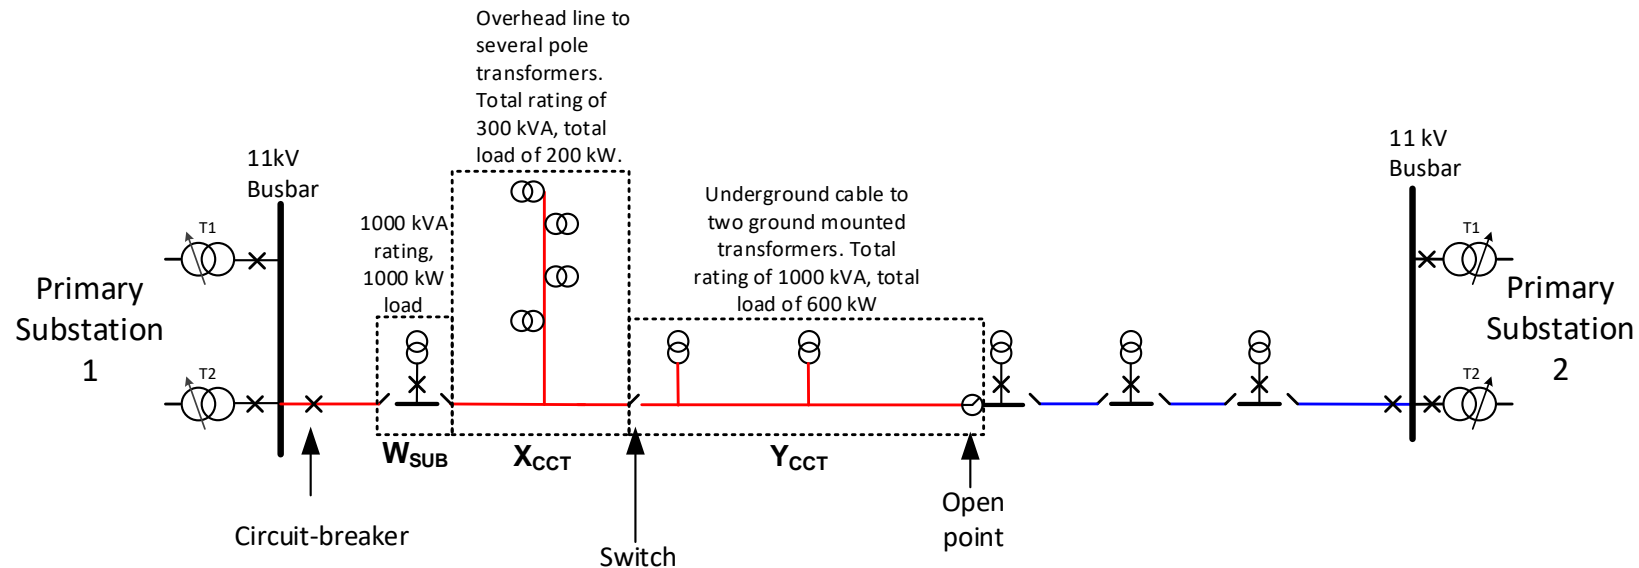 Overhead line to
several pole
transformers.
Total rating of
300 kVA, total
load of 200 kW.
11kV
Busbar
11 kV
Busbar
1000 kVA
rating,
1000 kW
load
Underground cable to
two ground mounted
transformers. Total
rating of 1000 kVA, total
load of 600 kW
T1
T1
Primary
Substation
1
Primary
Substation
2
T2
T2
WSUB
XCCT
YCCT
Circuit-breaker
Switch
Open
point